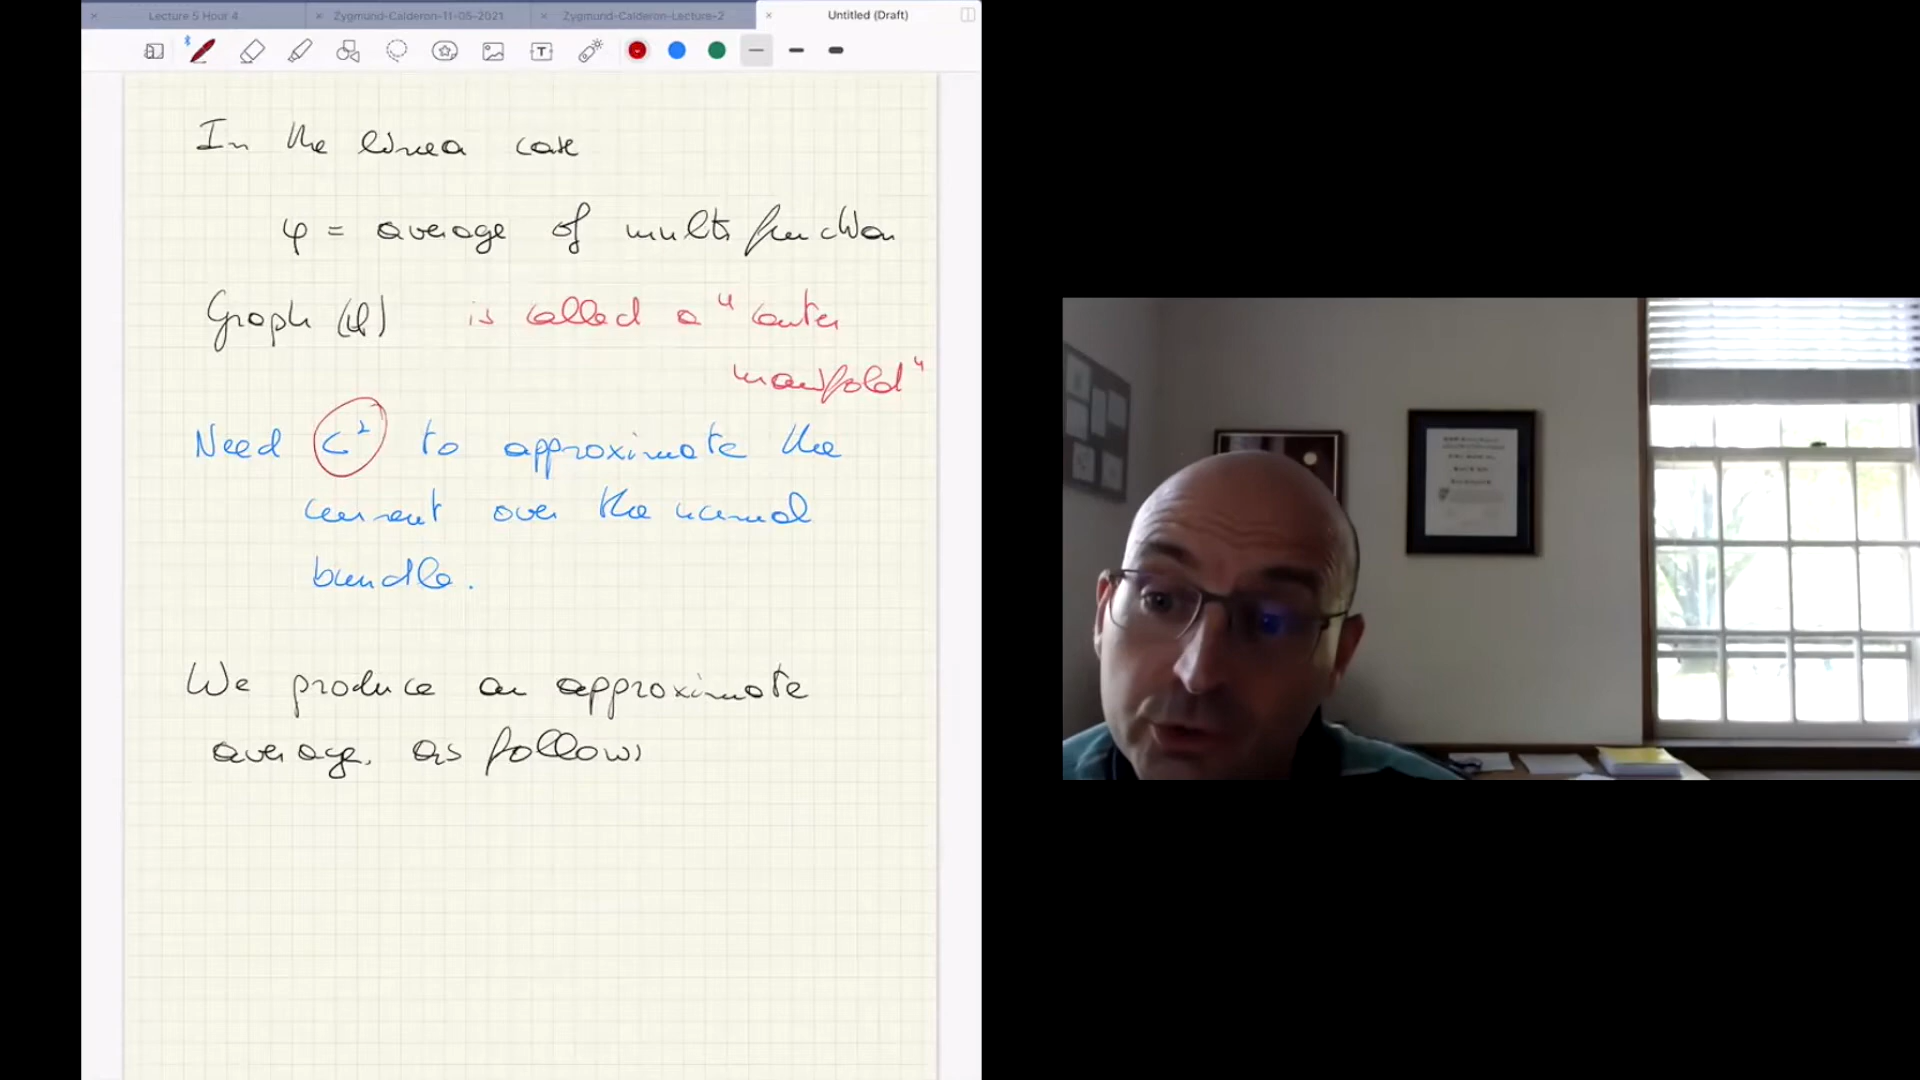 Lecture 5 Hour 4
Zygmund-Calderon-11-05-2021
Zygmund-Calderon-Lecture-2
Untitled (Draft)
In the linea case
φ = average of multi function
Graph (φ) is called a "center
manifold"
Need C² to approximate the
current over the normal
bundle.
We produce an approximate
average, as follows